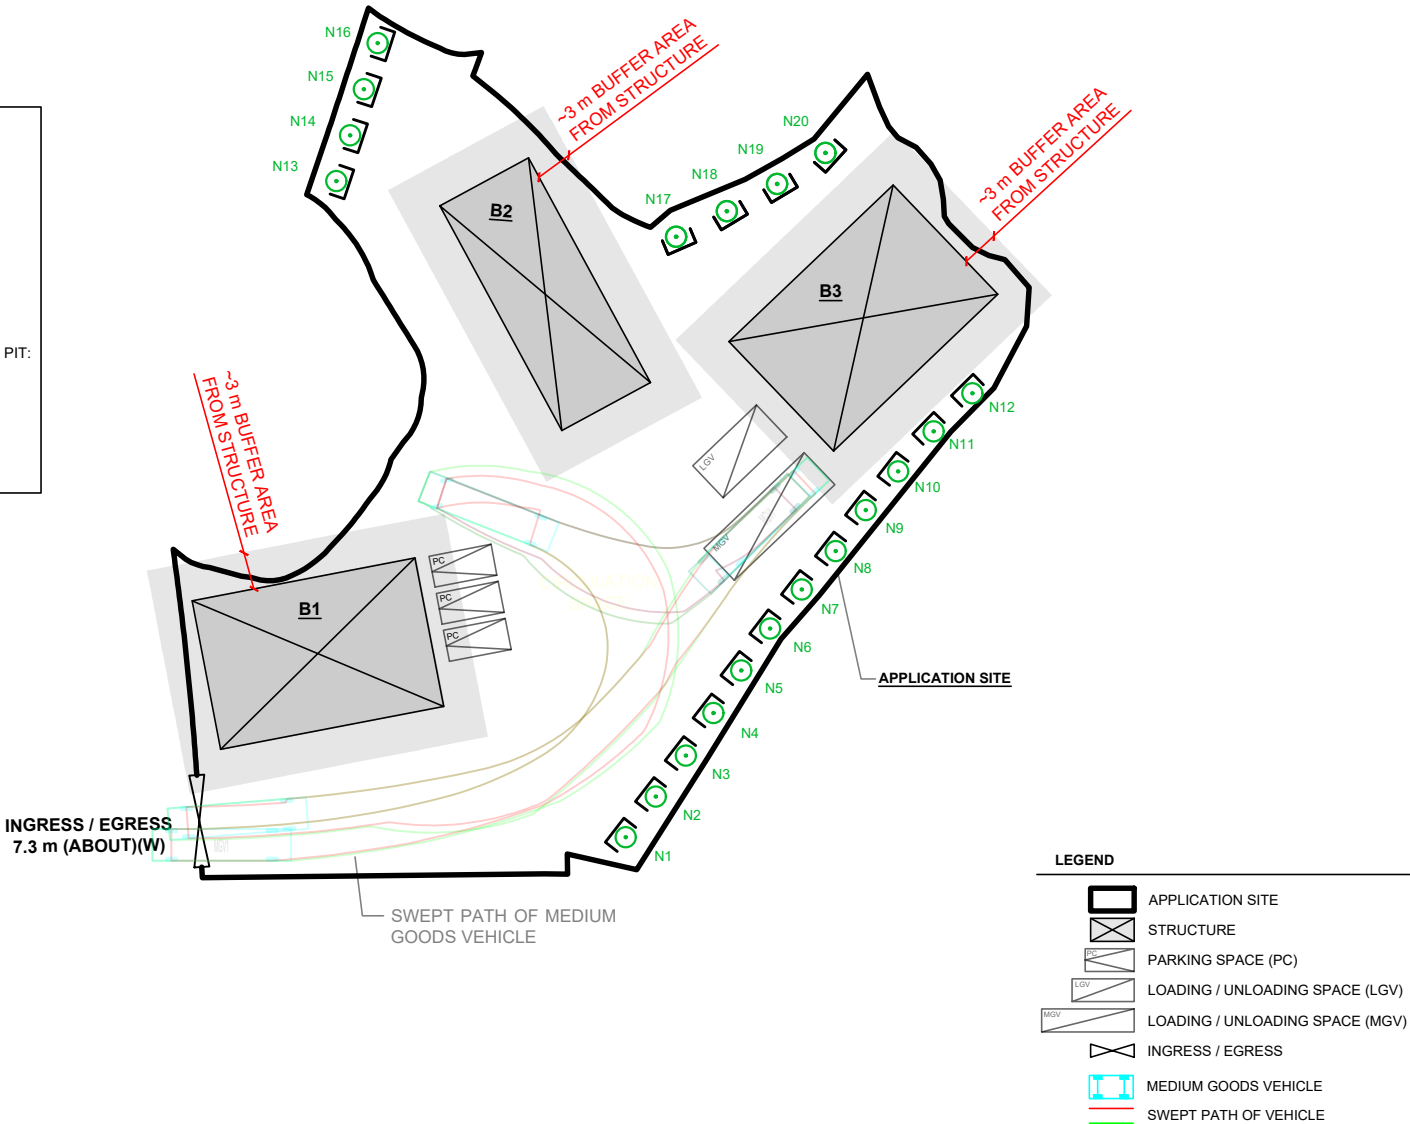 N16
N15
N14
N13
~3 m BUFFER AREA
FROM STRUCTURE
B2
N20
N19
N18
N17
~3 m BUFFER AREA
FROM STRUCTURE
B3
PIT:
~3 m BUFFER AREA
FROM STRUCTURE
N12
N11
N10
N9
N8
N7
N6
N5
N4
N3
N2
N1
LGV
MGV
PC
PC
PC
B1
APPLICATION SITE
INGRESS / EGRESS
7.3 m (ABOUT)(W)
SWEPT PATH OF MEDIUM
GOODS VEHICLE
LEGEND
APPLICATION SITE
STRUCTURE
PC
PARKING SPACE (PC)
LGV
LOADING / UNLOADING SPACE (LGV)
MGV
LOADING / UNLOADING SPACE (MGV)
INGRESS / EGRESS
MEDIUM GOODS VEHICLE
SWEPT PATH OF VEHICLE